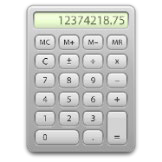 12374218.75
MC M+ M− MR
C ± ÷ ×
7 8 9 −
4 5 6 +
1 2 3 =
0 .